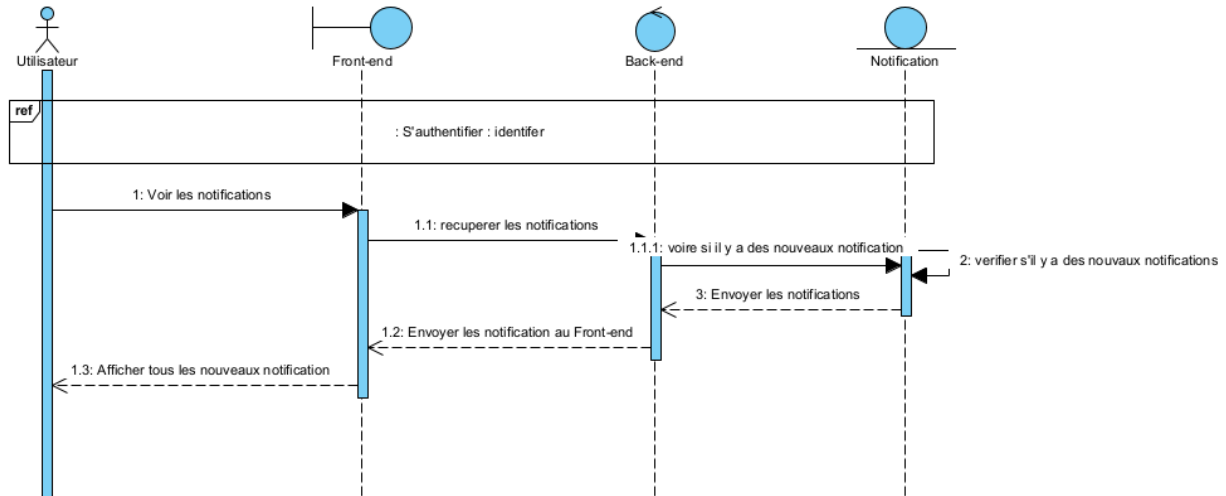 Utilisateur
Front-end
Back-end
Notification
ref
: S'authentifier : identifer
1: Voir les notifications
1.1: recuperer les notifications
1.1.1: voire si il y a des nouveaux notification
2: verifier s'il y a des nouvaux notifications
3: Envoyer les notifications
1.2: Envoyer les notification au Front-end
1.3: Afficher tous les nouveaux notification